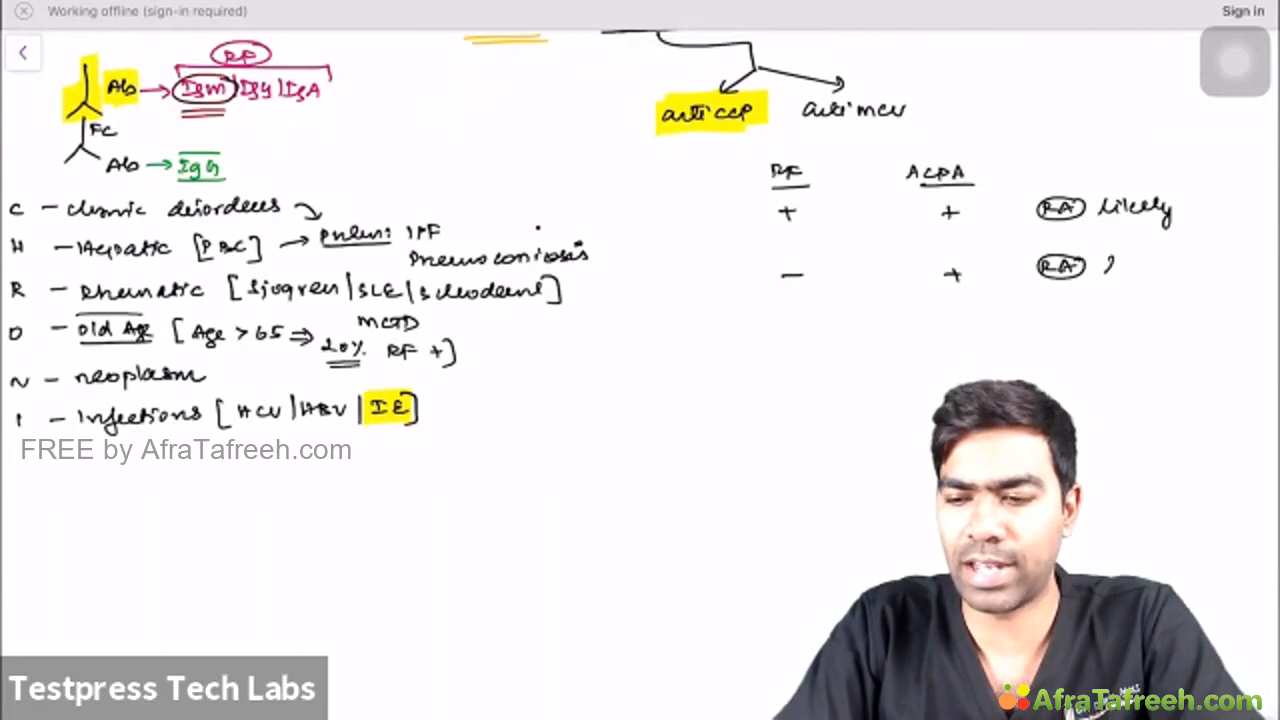 Working offline (sign-in required)
Sign in
RF
Ab → IgM | IgG | IgA
FC
Ab → IgG
anti CCP
anti MCV
C - chronic disorders
H - Hepatic [PBC] → Pulm: IPF
Pneumoconiosis
R - Rheumatic [Sjogren | SLE | Scleroderma]
MCTD
O - old Age [Age > 65 ⇒ 20% RF +]
N - neoplasm
I - Infections [HCV | HBV | IE]
RF ACPA
+ + RA likely
- + RA
FREE by AfraTafreeh.com
Testpress Tech Labs
AfraTafreeh.com